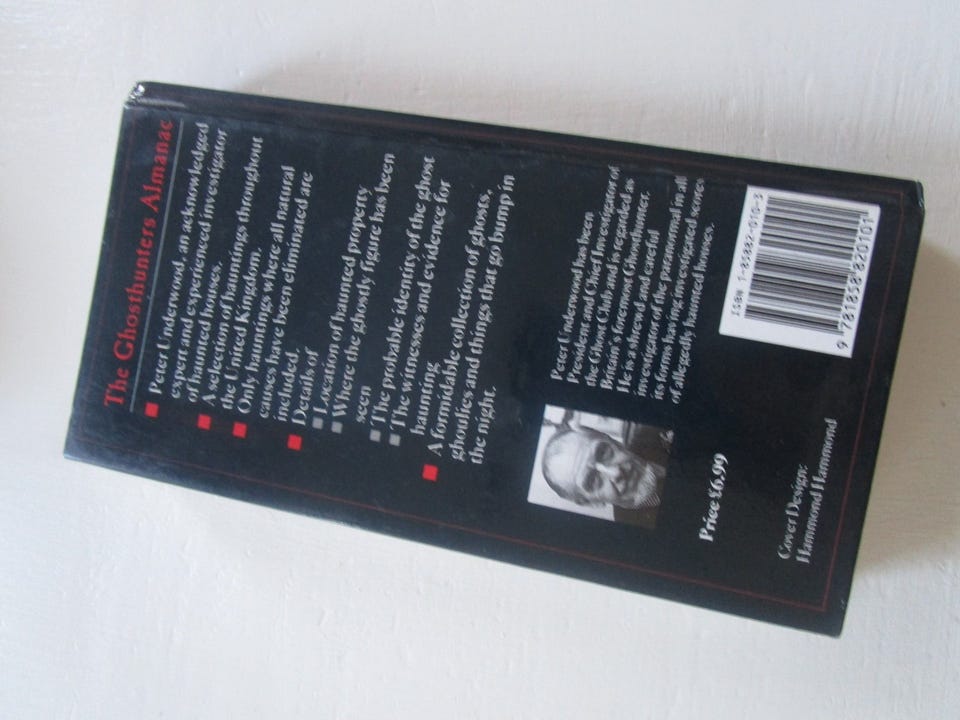 The Ghosthunters Almanac
Peter Underwood, an acknowledged
expert and experienced investigator
of haunted houses.
A selection of hauntings throughout
the United Kingdom.
Only hauntings where all natural
causes have been eliminated are
included.
Details of
Location of haunted property
Where the ghostly figure has been
seen
The probable identity of the ghost
The witnesses and evidence for
haunting
A formidable collection of ghosts,
ghoulies and things that go bump in
the night.
Peter Underwood has been
President and Chief Investigator of
the Ghost Club and is regarded as
Britain's foremost Ghosthunter.
He is a shrewd and careful
investigator of the paranormal in all
its forms having investigated scores
of allegedly haunted houses.
Price £6.99
ISBN 1-85882-010-3
9 781858 820101
Cover Design:
Hammond Hammond